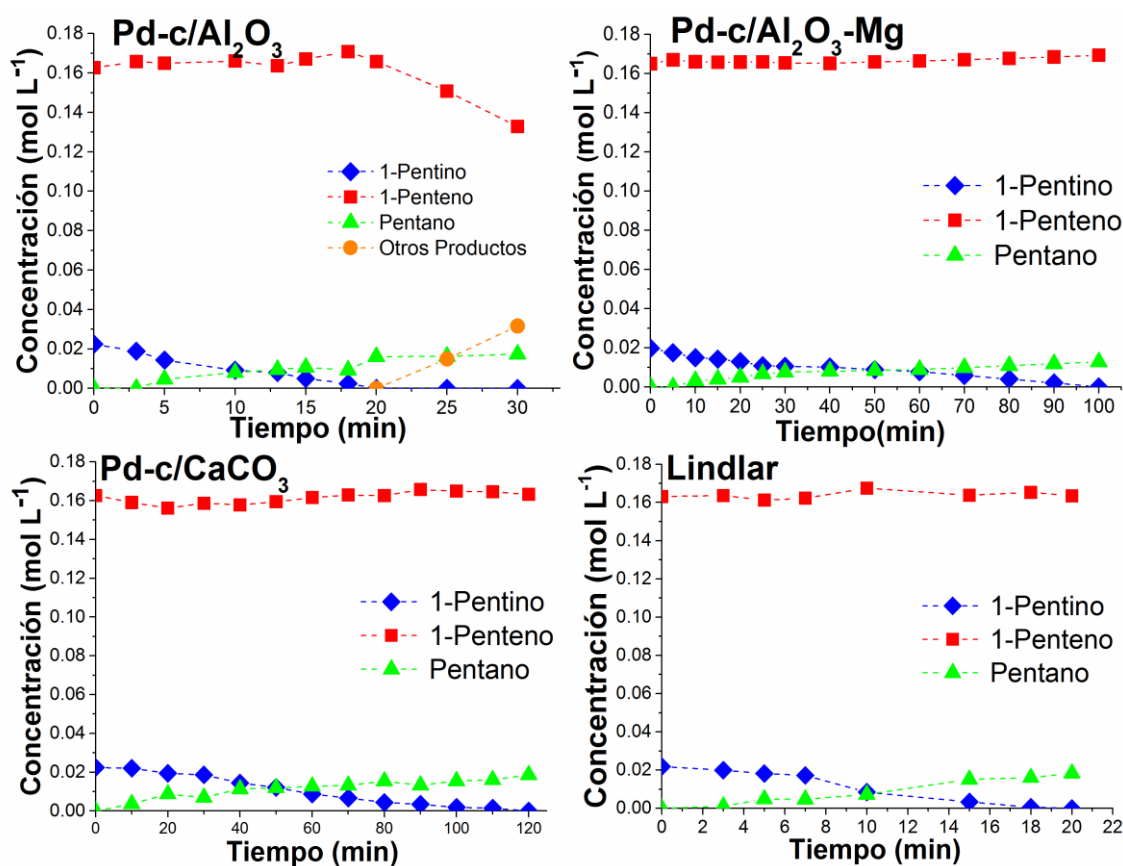 Pd-c/Al₂O₃
Concentración (mol L⁻¹)
0.18
0.16
0.14
0.12
0.10
0.08
0.06
0.04
0.02
0.00
1-Pentino
1-Penteno
Pentano
Otros Productos
0 5 10 15 20 25 30
Tiempo (min)
Pd-c/Al₂O₃-Mg
Concentración (mol L⁻¹)
0.18
0.16
0.14
0.12
0.10
0.08
0.06
0.04
0.02
0.00
1-Pentino
1-Penteno
Pentano
0 10 20 30 40 50 60 70 80 90 100
Tiempo(min)
Pd-c/CaCO₃
Concentración (mol L⁻¹)
0.18
0.16
0.14
0.12
0.10
0.08
0.06
0.04
0.02
0.00
1-Pentino
1-Penteno
Pentano
0 20 40 60 80 100 120
Tiempo (min)
Lindlar
Concentración (mol L⁻¹)
0.18
0.16
0.14
0.12
0.10
0.08
0.06
0.04
0.02
0.00
1-Pentino
1-Penteno
Pentano
0 2 4 6 8 10 12 14 16 18 20 22
Tiempo (min)